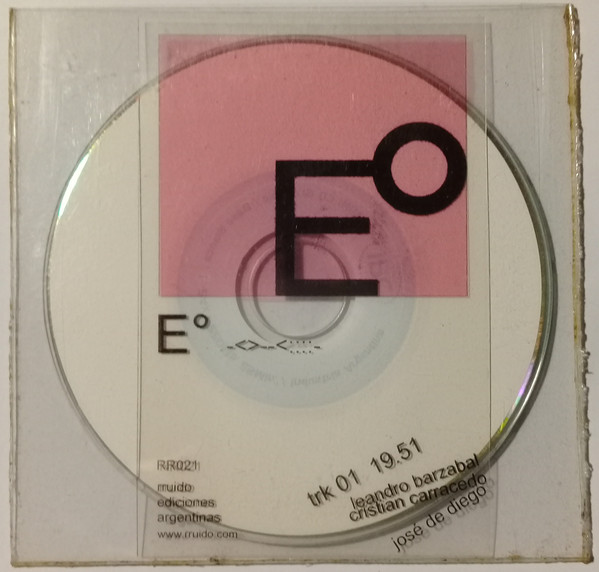 E°
E°
RR021
rruido
ediciones
argentinas
www.rruido.com
trk 01 19.51
leandro barzabal
cristian carracedo
josé de diego